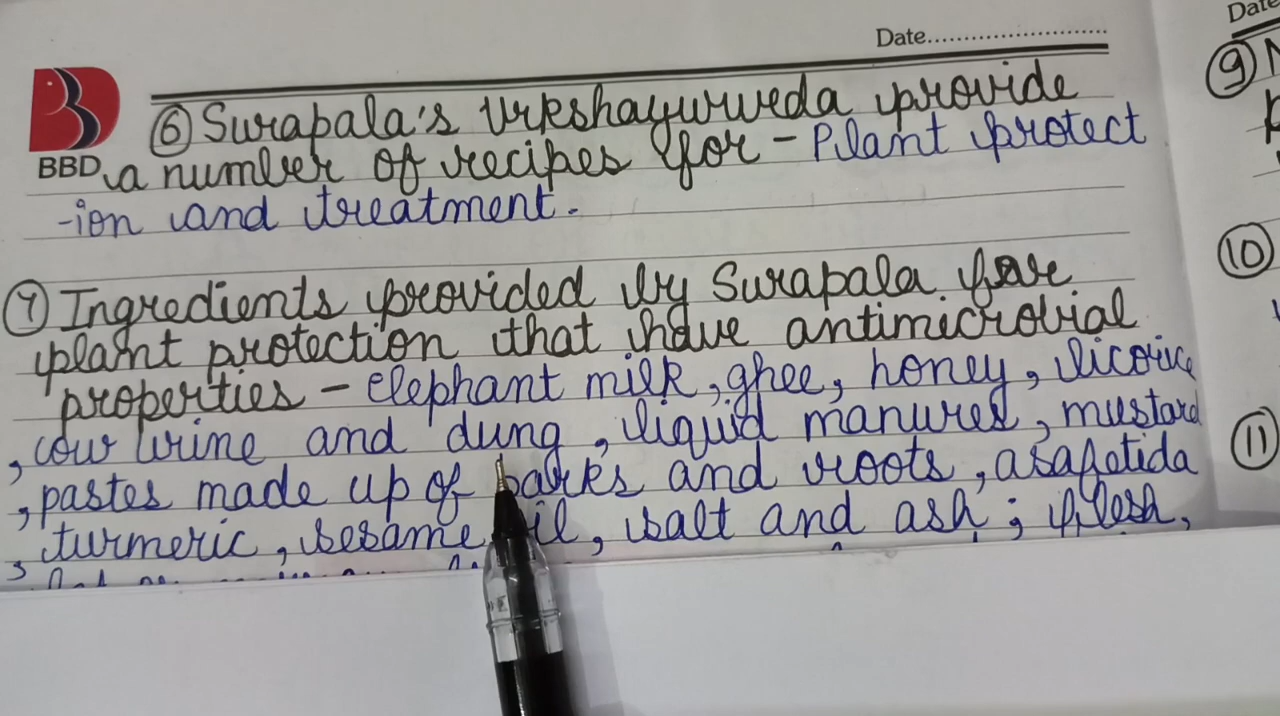 Date
Date
BBD
⑥ Surapala's Vrkshayurveda provide
a number of recipes for - Plant protect
-ion and treatment.
⑦ Ingredients provided by Surapala for
plant protection that have antimicrobial
properties - elephant milk, ghee, honey, licorice
, cow urine and dung, liquid manures, mustard
, pastes made up of barks and roots, asafetida
, turmeric, sesame oil, salt and ash ; flesh,
⑨
⑩
⑪